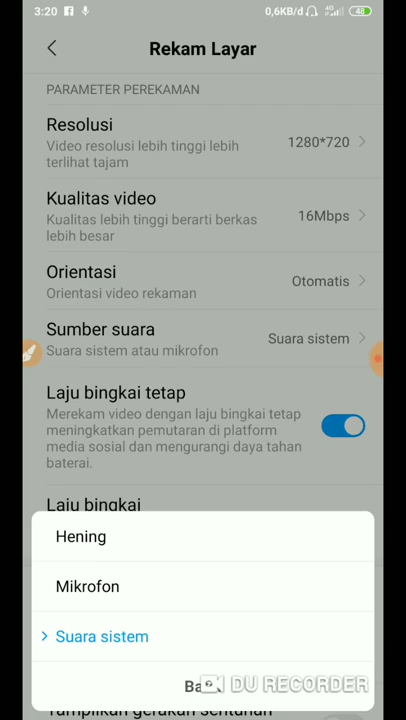 3:20
0,6KB/d
4G
48
Rekam Layar
PARAMETER PEREKAMAN
Resolusi
Video resolusi lebih tinggi lebih
terlihat tajam
1280*720
Kualitas video
Kualitas lebih tinggi berarti berkas
lebih besar
16Mbps
Orientasi
Orientasi video rekaman
Otomatis
Sumber suara
Suara sistem atau mikrofon
Suara sistem
Laju bingkai tetap
Merekam video dengan laju bingkai tetap
meningkatkan pemutaran di platform
media sosial dan mengurangi daya tahan
baterai.
Laju bingkai
Hening
Mikrofon
Suara sistem
DU RECORDER
Tampilkan gerakan sentuhan